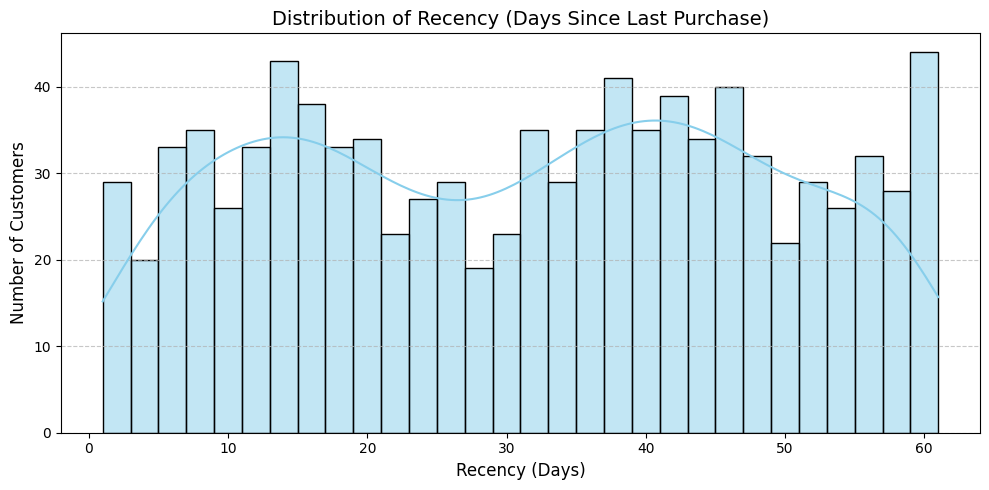 Distribution of Recency (Days Since Last Purchase)
Number of Customers
40
30
20
10
0
0 10 20 30 40 50 60
Recency (Days)